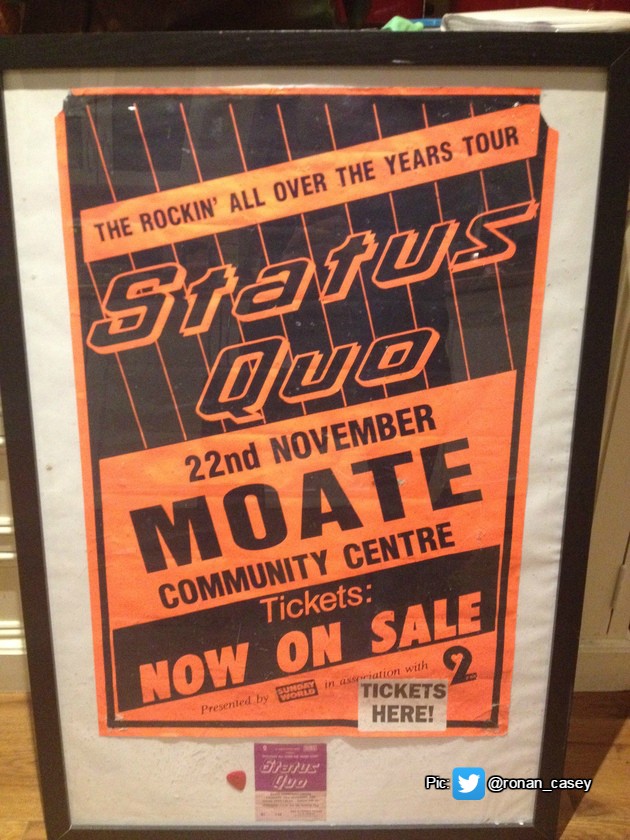 THE ROCKIN' ALL OVER THE YEARS TOUR
Status
Quo
22nd NOVEMBER
MOATE
COMMUNITY CENTRE
Tickets:
NOW ON SALE
Presented by SUNDAY WORLD in association with 2
TICKETS
HERE!
Status
Quo
Pic: @ronan_casey